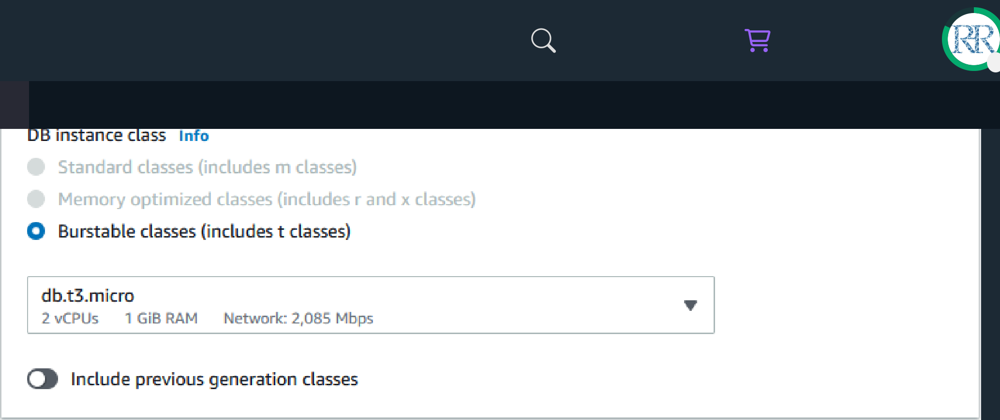 RR
DB instance class Info
Standard classes (includes m classes)
Memory optimized classes (includes r and x classes)
Burstable classes (includes t classes)
db.t3.micro
2 vCPUs 1 GiB RAM Network: 2,085 Mbps
Include previous generation classes